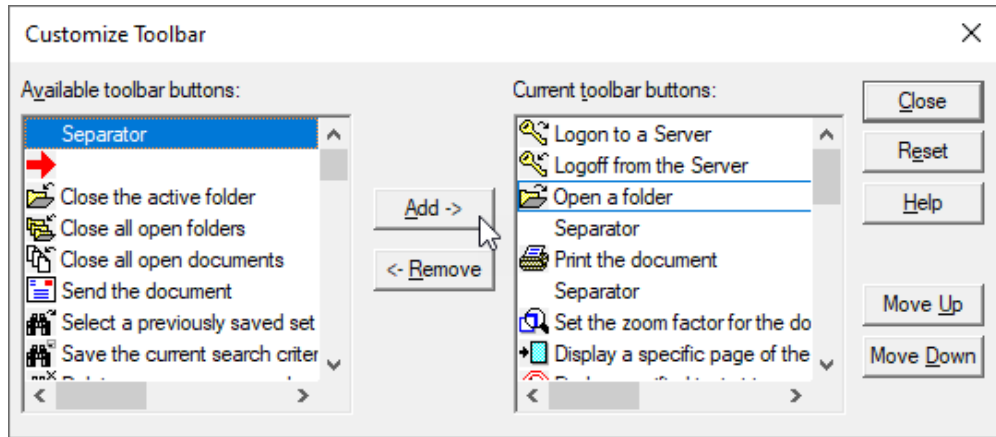 Customize Toolbar
Available toolbar buttons:
Separator
Close the active folder
Close all open folders
Close all open documents
Send the document
Select a previously saved set
Save the current search criter
Current toolbar buttons:
Logon to a Server
Logoff from the Server
Open a folder
Separator
Print the document
Separator
Set the zoom factor for the do
Display a specific page of the
Add ->
<- Remove
Close
Reset
Help
Move Up
Move Down